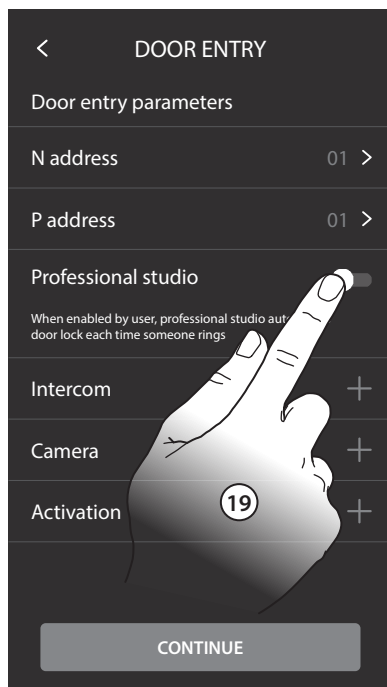 DOOR ENTRY
Door entry parameters
N address 01
P address 01
Professional studio
When enabled by user, professional studio
door lock each time someone rings
Intercom
Camera
Activation
19
CONTINUE